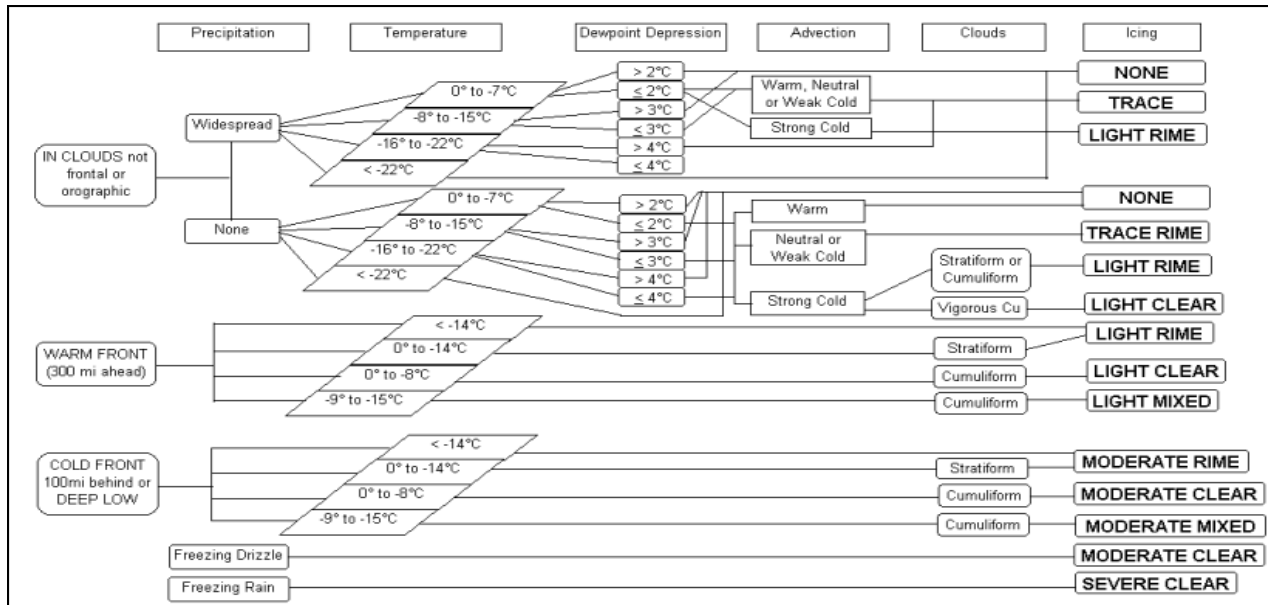 Precipitation
Temperature
Dewpoint Depression
Advection
Clouds
Icing
IN CLOUDS not
frontal or
orographic
Widespread
0° to -7°C
-8° to -15°C
-16° to -22°C
< -22°C
> 2°C
≤ 2°C
> 3°C
≤ 3°C
> 4°C
≤ 4°C
Warm, Neutral
or Weak Cold
Strong Cold
NONE
TRACE
LIGHT RIME
None
0° to -7°C
-8° to -15°C
-16° to -22°C
< -22°C
> 2°C
≤ 2°C
> 3°C
≤ 3°C
> 4°C
≤ 4°C
Warm
Neutral or
Weak Cold
Strong Cold
Stratiform or
Cumuliform
Vigorous Cu
NONE
TRACE RIME
LIGHT RIME
LIGHT CLEAR
WARM FRONT
(300 mi ahead)
< -14°C
0° to -14°C
0° to -8°C
-9° to -15°C
Stratiform
Cumuliform
Cumuliform
LIGHT RIME
LIGHT CLEAR
LIGHT MIXED
COLD FRONT
100mi behind or
DEEP LOW
< -14°C
0° to -14°C
0° to -8°C
-9° to -15°C
Stratiform
Cumuliform
Cumuliform
MODERATE RIME
MODERATE CLEAR
MODERATE MIXED
Freezing Drizzle
MODERATE CLEAR
Freezing Rain
SEVERE CLEAR